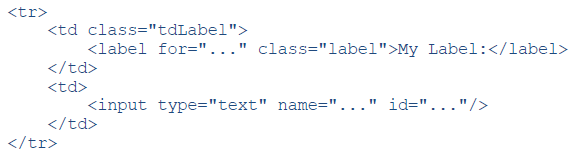 <tr>
    <td class="tdLabel">
        <label for="..." class="label">My Label:</label>
    </td>
    <td>
        <input type="text" name="..." id="..."/>
    </td>
</tr>